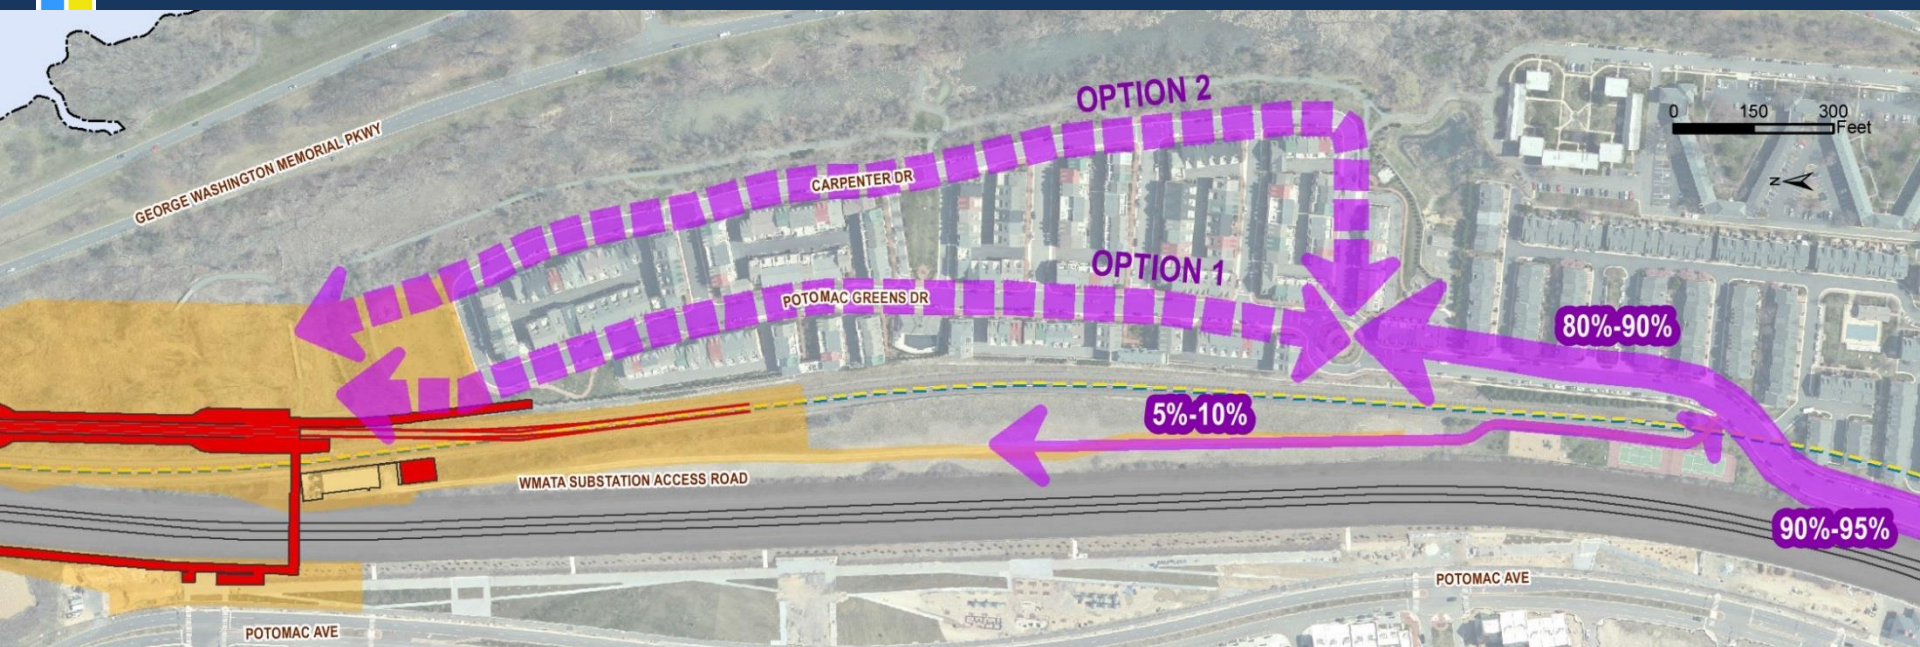 OPTION 2
0 150 300
Feet
GEORGE WASHINGTON MEMORIAL PKWY
CARPENTER DR
N
OPTION 1
POTOMAC GREENS DR
80%-90%
5%-10%
WMATA SUBSTATION ACCESS ROAD
90%-95%
POTOMAC AVE
POTOMAC AVE